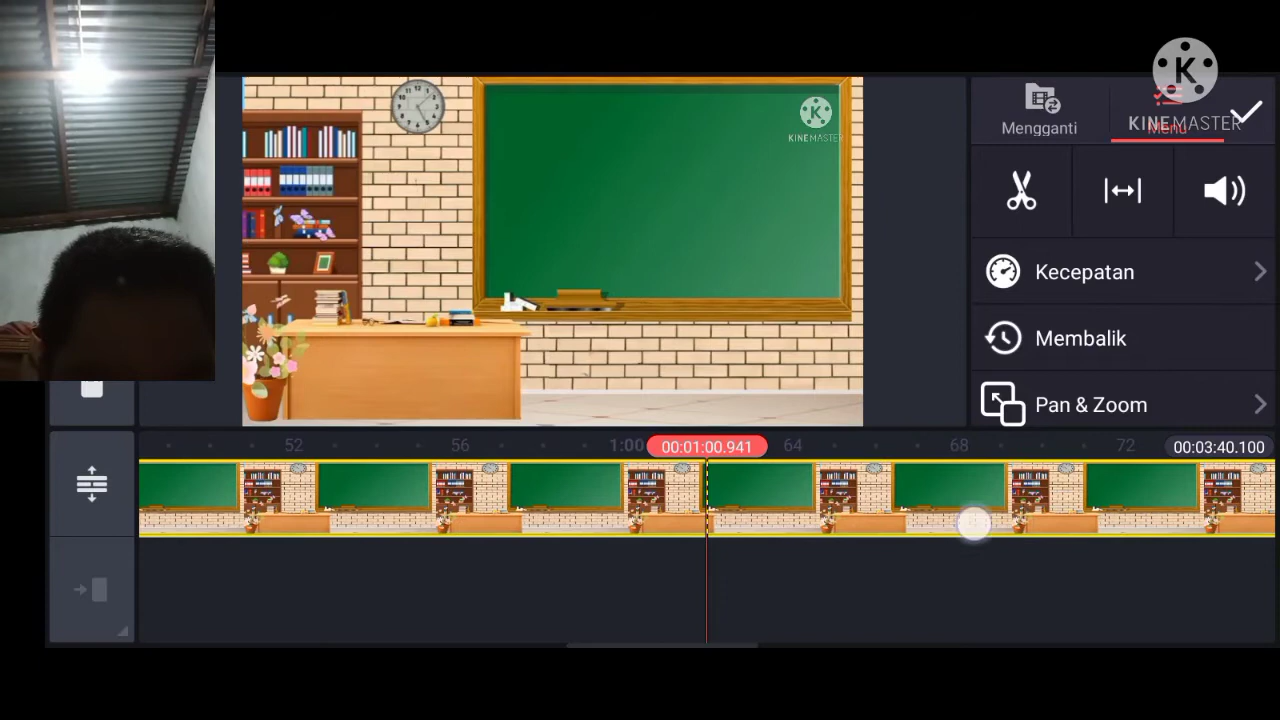 KINEMASTER
KINEMASTER
Mengganti
Menu
Kecepatan
Membalik
Pan & Zoom
52
56
1:00
00:01:00.941
64
68
72
00:03:40.100